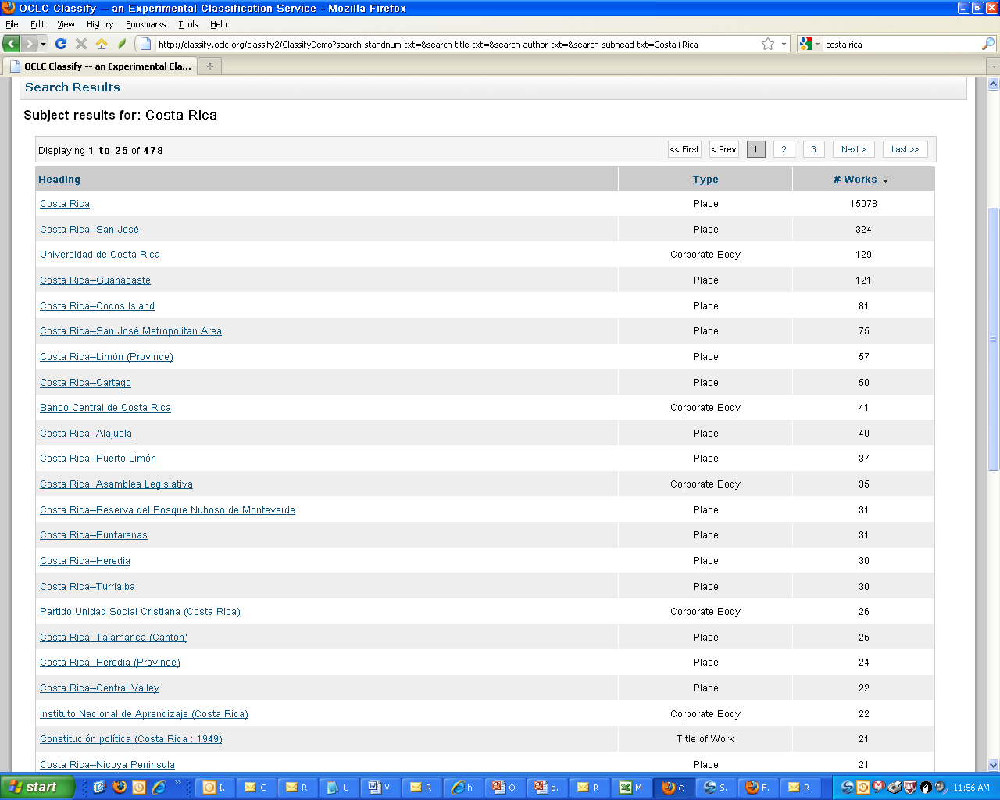 OCLC Classify — an Experimental Classification Service - Mozilla Firefox
File Edit View History Bookmarks Tools Help
http://classify.oclc.org/classify2/ClassifyDemo?search-standnum-txt=&search-title-txt=&search-author-txt=&search-subhead-txt=Costa+Rica costa rica
OCLC Classify -- an Experimental Cla...
Search Results
Subject results for: Costa Rica
Displaying 1 to 25 of 478 << First < Prev 1 2 3 Next > Last >>
Heading Type # Works
Costa Rica Place 15078
Costa Rica—San José Place 324
Universidad de Costa Rica Corporate Body 129
Costa Rica—Guanacaste Place 121
Costa Rica—Cocos Island Place 81
Costa Rica—San José Metropolitan Area Place 75
Costa Rica—Limón (Province) Place 57
Costa Rica—Cartago Place 50
Banco Central de Costa Rica Corporate Body 41
Costa Rica—Alajuela Place 40
Costa Rica—Puerto Limón Place 37
Costa Rica. Asamblea Legislativa Corporate Body 35
Costa Rica—Reserva del Bosque Nuboso de Monteverde Place 31
Costa Rica—Puntarenas Place 31
Costa Rica—Heredia Place 30
Costa Rica—Turrialba Place 30
Partido Unidad Social Cristiana (Costa Rica) Corporate Body 26
Costa Rica—Talamanca (Canton) Place 25
Costa Rica—Heredia (Province) Place 24
Costa Rica—Central Valley Place 22
Instituto Nacional de Aprendizaje (Costa Rica) Corporate Body 22
Constitución política (Costa Rica : 1949) Title of Work 21
Costa Rica—Nicoya Peninsula Place 21
start I. C R U V R h O p. R M O S. F. R 11:56 AM